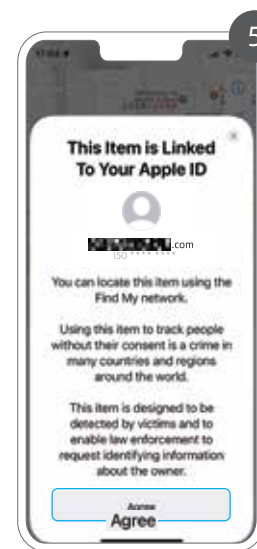 5
This Item is Linked
To Your Apple ID
.com
150 **** ****
You can locate this item using the
Find My network.
Using this item to track people
without their consent is a crime in
many countries and regions
around the world.
This item is designed to be
detected by victims and to
enable law enforcement to
request identifying information
about the owner.
Agree
Agree